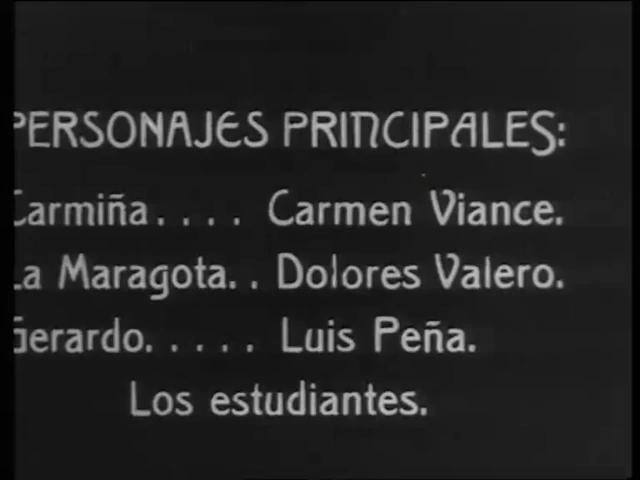 PERSONAJES PRINCIPALES:
Carmiña.... Carmen Viance.
La Maragota.. Dolores Valero.
Gerardo..... Luis Peña.
Los estudiantes.